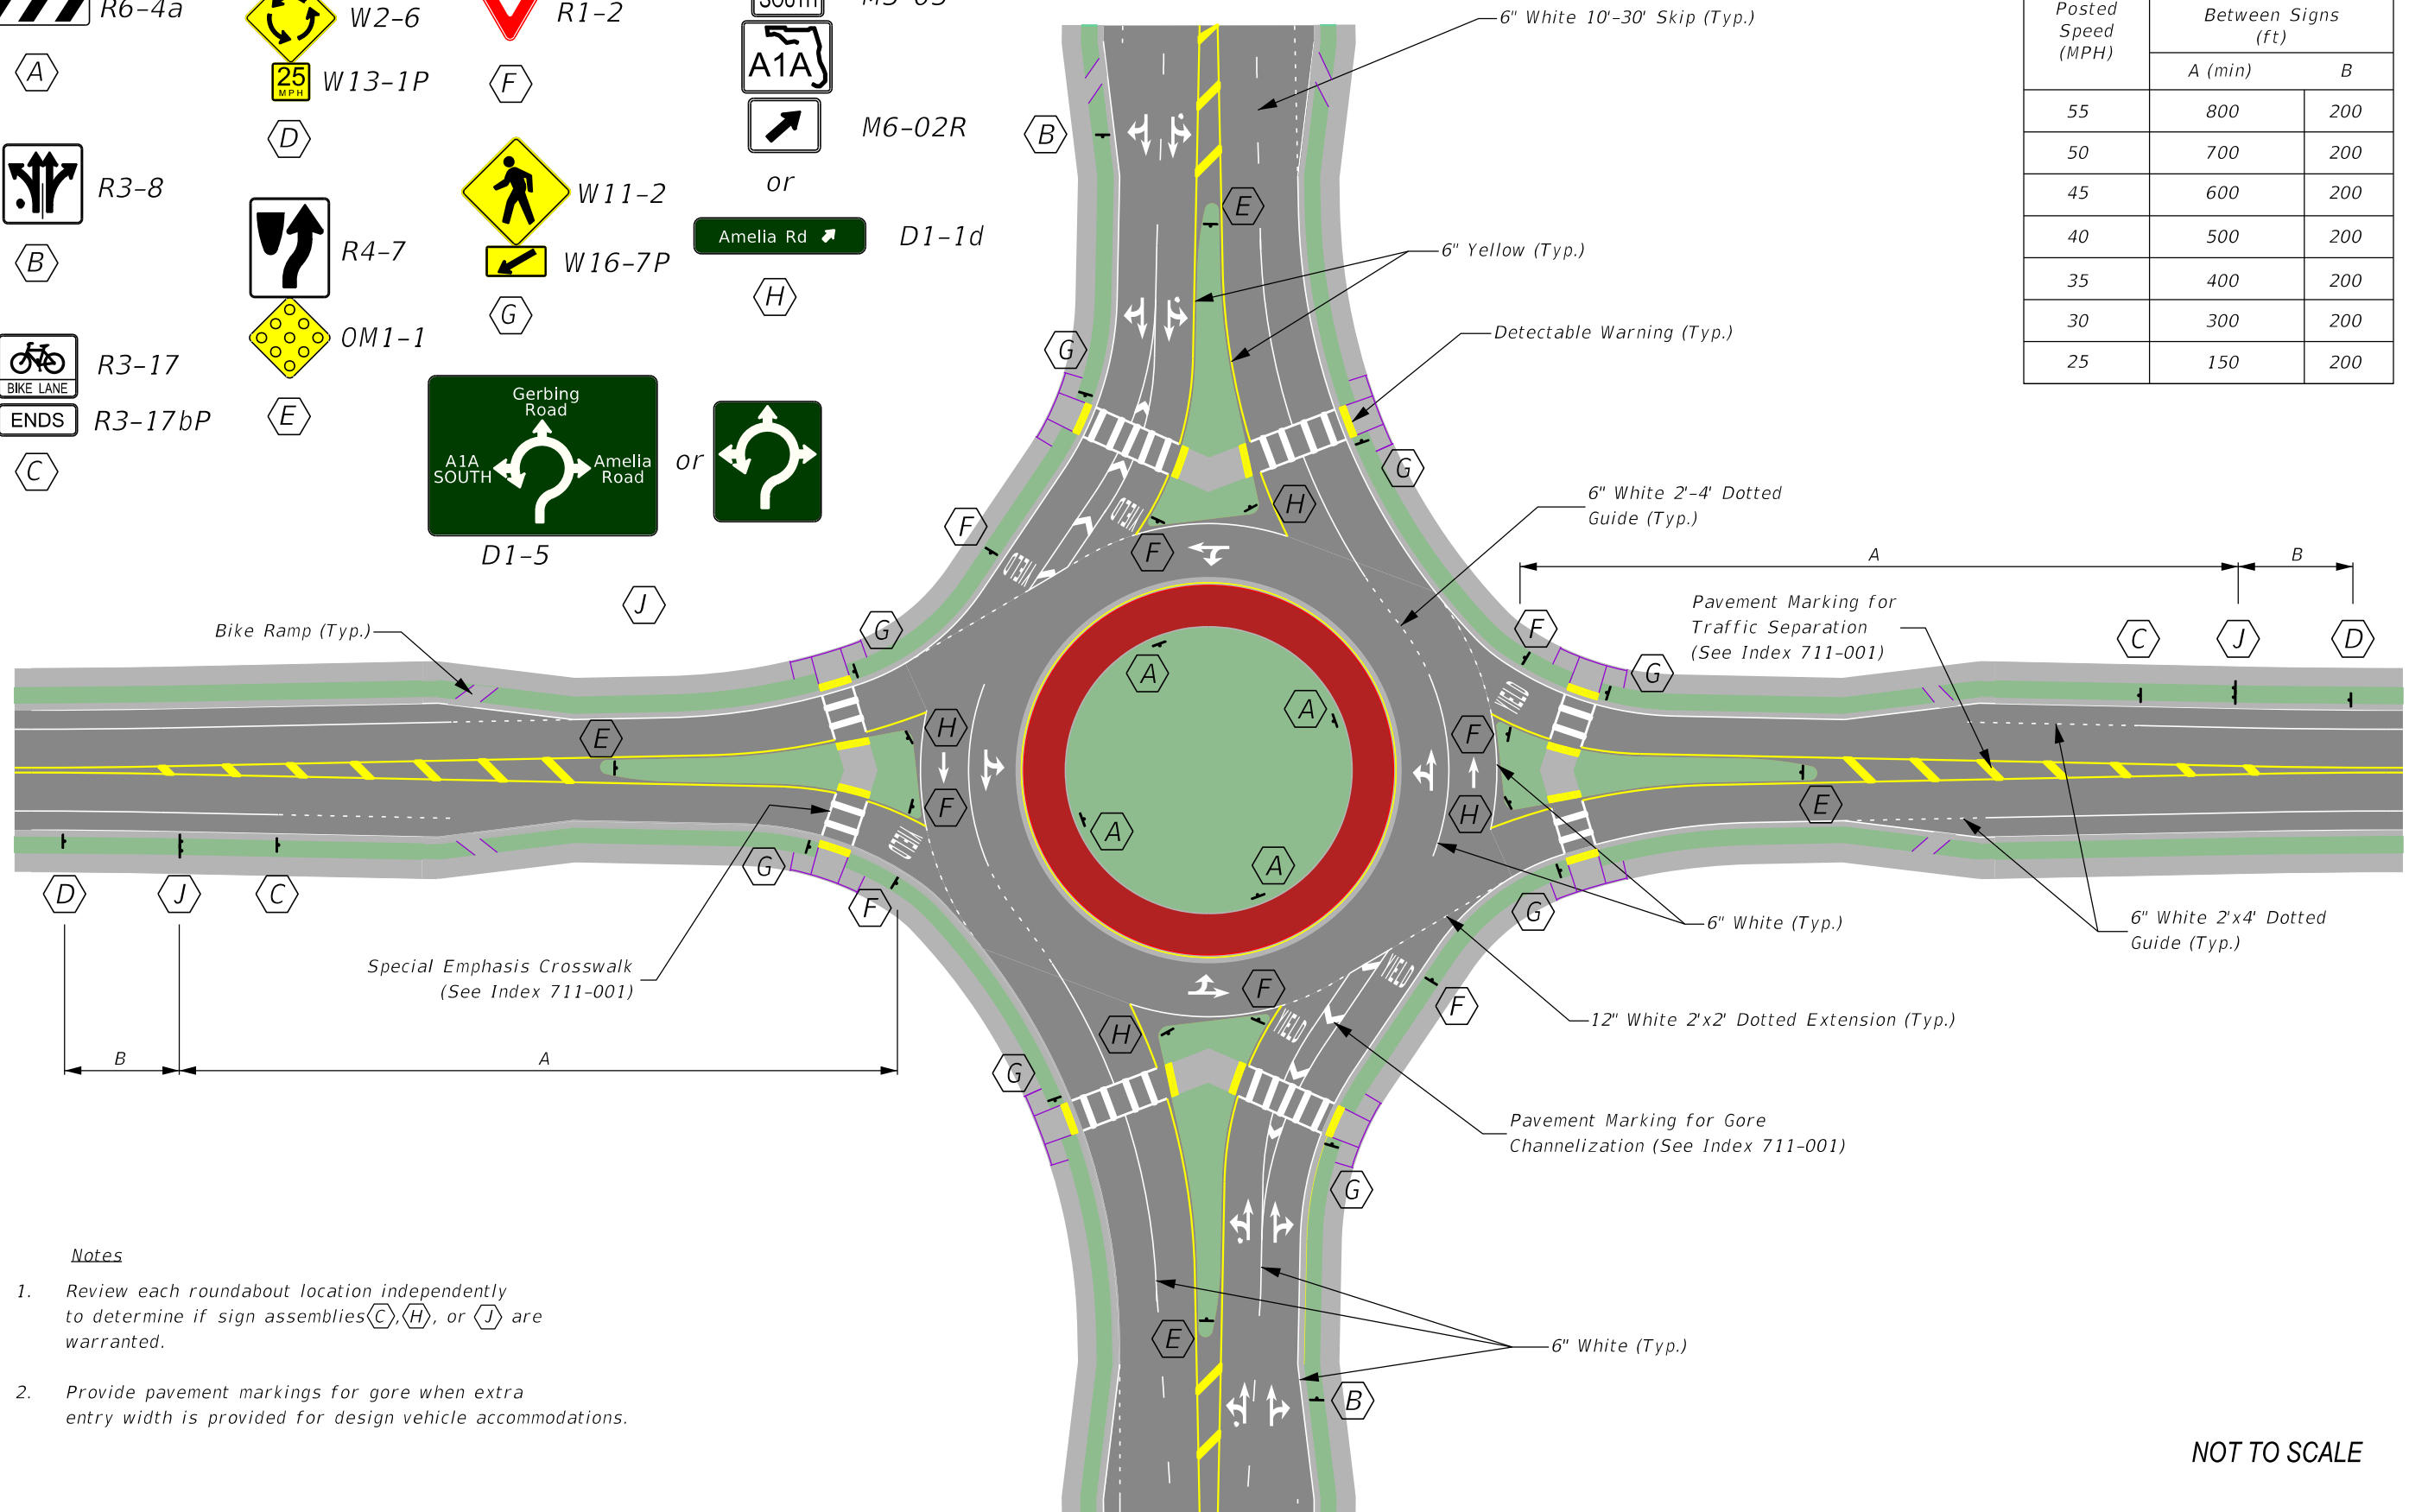 R6-4a
A
W2-6
25
MPH
W13-1P
D
R1-2
F
A1A
M6-02R
or
Amelia Rd
D1-1d
H
R3-8
B
R4-7
OM1-1
E
W11-2
W16-7P
G
BIKE LANE
R3-17
ENDS
R3-17bP
C
Gerbing
Road
A1A
SOUTH
Amelia
Road
D1-5
or
J
Posted
Speed
(MPH)
Between Signs
(ft)
A (min) B
55 800 200
50 700 200
45 600 200
40 500 200
35 400 200
30 300 200
25 150 200
6" White 10'-30' Skip (Typ.)
B
E
6" Yellow (Typ.)
Detectable Warning (Typ.)
G
G
6" White 2'-4' Dotted
Guide (Typ.)
F
YIELD
YIELD
F
H
A
B
Pavement Marking for
Traffic Separation
(See Index 711-001)
Bike Ramp (Typ.)
G
F
G
C
J
D
YIELD
A
A
A
A
E
H
F
F
H
E
YIELD
G
F
D
J
C
G
6" White (Typ.)
6" White 2'x4' Dotted
Guide (Typ.)
Special Emphasis Crosswalk
(See Index 711-001)
YIELD
YIELD
F
F
H
12" White 2'x2' Dotted Extension (Typ.)
B
A
G
Pavement Marking for Gore
Channelization (See Index 711-001)
G
E
6" White (Typ.)
B
Notes
1. Review each roundabout location independently
to determine if sign assemblies C, H, or J are
warranted.
2. Provide pavement markings for gore when extra
entry width is provided for design vehicle accommodations.
NOT TO SCALE